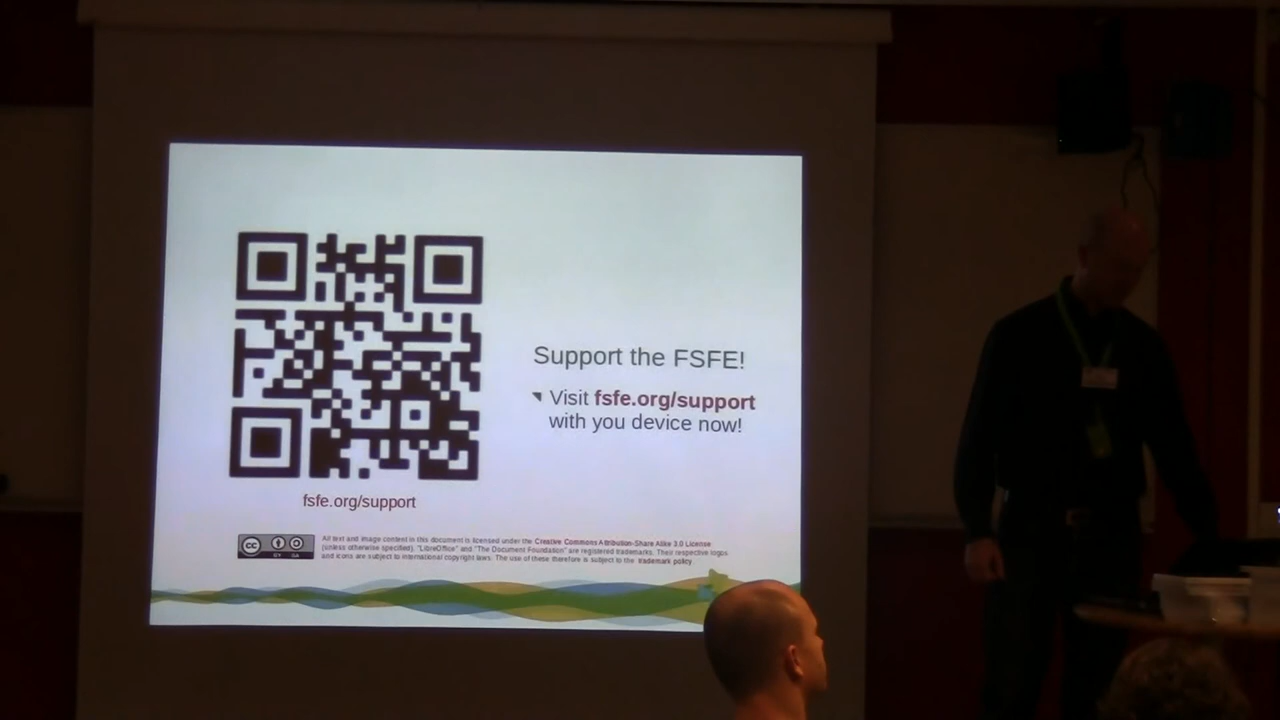 Support the FSFE!
Visit fsfe.org/support
with you device now!
fsfe.org/support
CC BY SA
All text and image content in this document is licensed under the Creative Commons Attribution-Share Alike 3.0 License
(unless otherwise specified). "LibreOffice" and "The Document Foundation" are registered trademarks. Their respective logos
and icons are subject to international copyright laws. The use of these therefore is subject to the trademark policy.